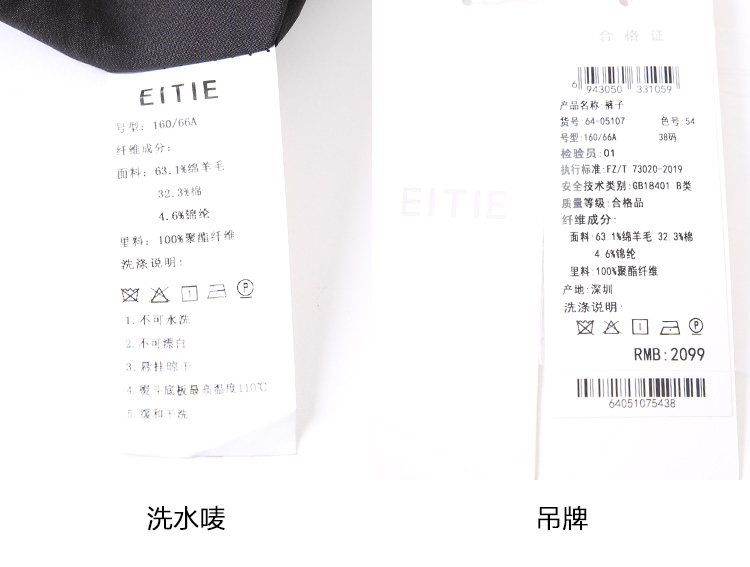 EITIE
号型: 160/66A
纤维成分:
面料: 63.1%绵羊毛
32.3%棉
4.6%锦纶
里料: 100%聚酯纤维
洗涤说明:
P
1.不可水洗
2.不可漂白
3.悬挂晾干
4.熨斗底板最高温度110℃
5.缓和干洗
洗水唛
EITIE
合格证
6 943050 331059
产品名称:裤子
货号:64-05107 色号:54
号型:160/66A 38码
检验员:01
执行标准:FZ/T 73020-2019
安全技术类别:GB18401 B类
质量等级:合格品
纤维成分:
面料:63.1%绵羊毛 32.3%棉
4.6%锦纶
里料:100%聚酯纤维
产地:深圳
洗涤说明:
P
RMB:2099
64051075438
吊牌